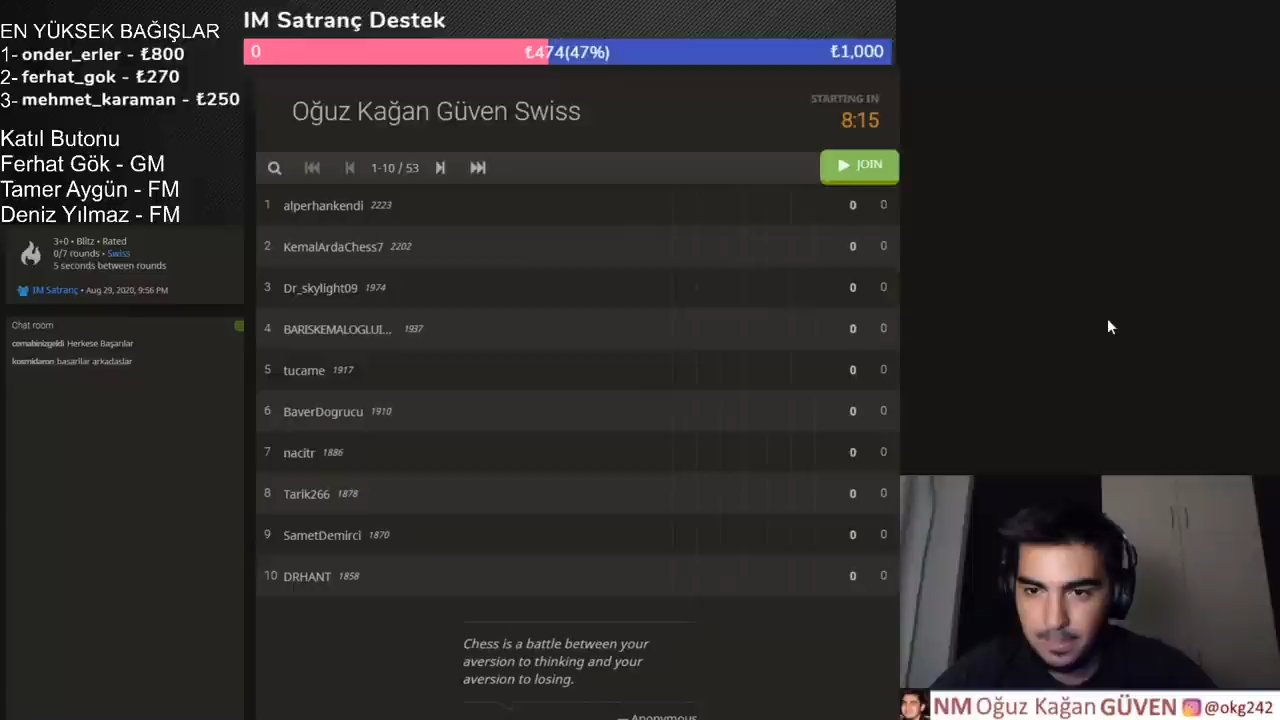 EN YÜKSEK BAĞIŞLAR
1- onder_erler - ₺800
2- ferhat_gok - ₺270
3- mehmet_karaman - ₺250
Katıl Butonu
Ferhat Gök - GM
Tamer Aygün - FM
Deniz Yılmaz - FM
3+0 • Blitz • Rated
0/7 rounds • Swiss
5 seconds between rounds
IM Satranç • Aug 29, 2020, 9:56 PM
Chat room
cemabinizgeldi Herkese Başarılar
kosmidaron basarilar arkadaslar
IM Satranç Destek
0 ₺474(47%) ₺1,000
Oğuz Kağan Güven Swiss
STARTING IN
8:15
1-10 / 53
JOIN
1 alperhankendi 2223 0 0
2 KemalArdaChess7 2202 0 0
3 Dr_skylight09 1974 0 0
4 BARISKEMALOGLUI... 1937 0 0
5 tucame 1917 0 0
6 BaverDogrucu 1910 0 0
7 nacitr 1886 0 0
8 Tarik266 1878 0 0
9 SametDemirci 1870 0 0
10 DRHANT 1858 0 0
Chess is a battle between your
aversion to thinking and your
aversion to losing.
— Anonymous
NM Oğuz Kağan GÜVEN @okg242